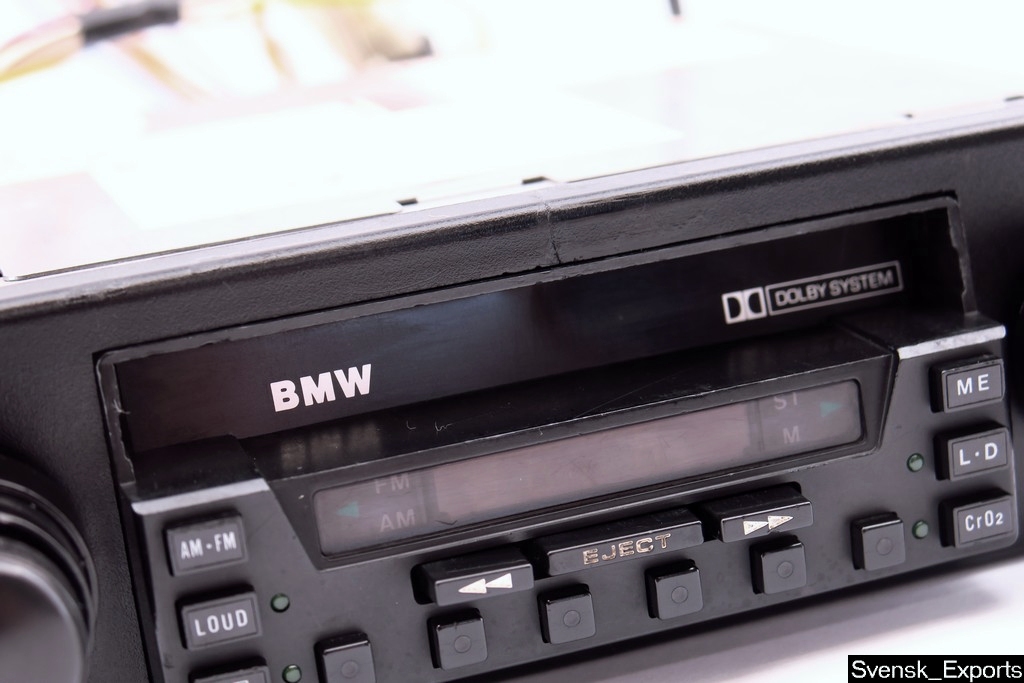 DOLBY SYSTEM
BMW
ME
ST
M
L·D
FM
AM
CrO2
AM-FM
EJECT
LOUD
Svensk_Exports